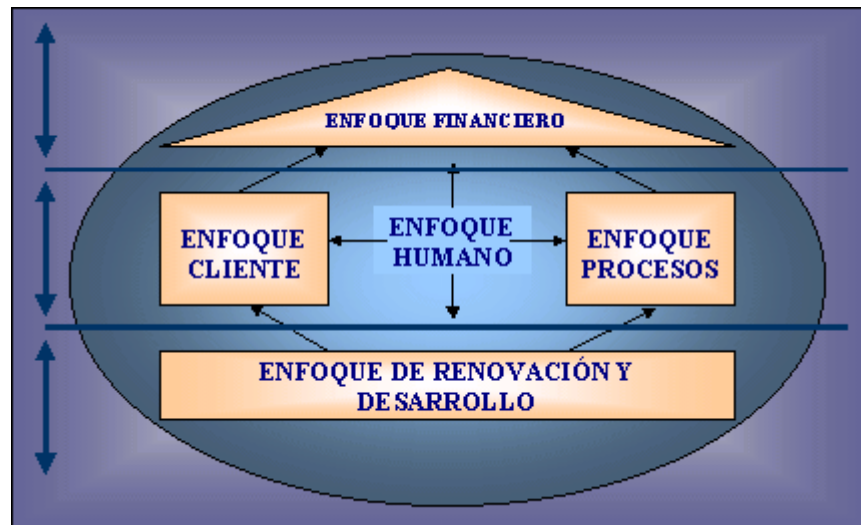 ENFOQUE FINANCIERO
ENFOQUE
CLIENTE
ENFOQUE
HUMANO
ENFOQUE
PROCESOS
ENFOQUE DE RENOVACIÓN Y
DESARROLLO